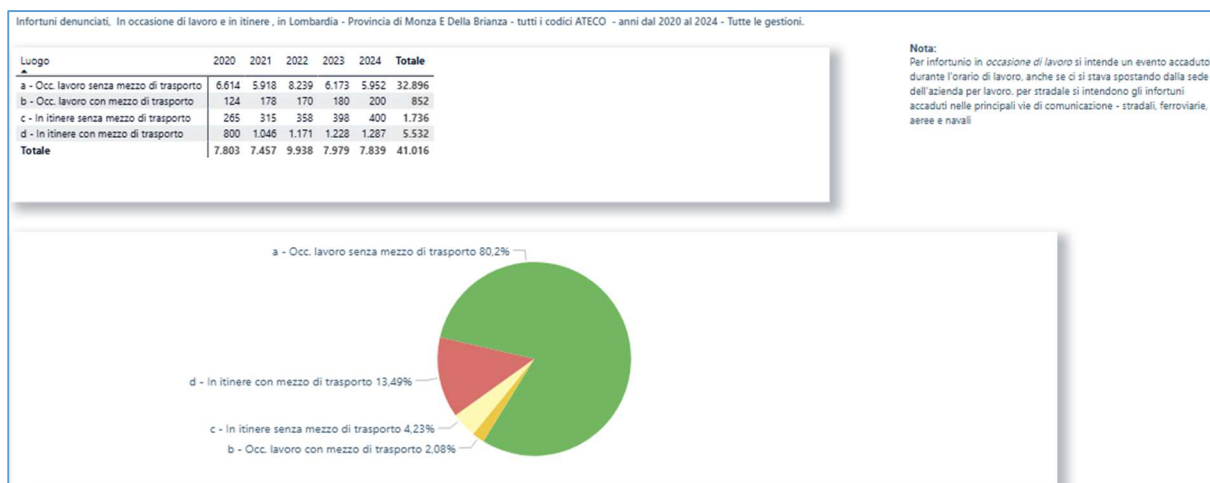 Infortuni denunciati, In occasione di lavoro e in itinere , in Lombardia - Provincia di Monza E Della Brianza - tutti i codici ATECO - anni dal 2020 al 2024 - Tutte le gestioni.
Luogo 2020 2021 2022 2023 2024 Totale
a - Occ. lavoro senza mezzo di trasporto 6.614 5.918 8.239 6.173 5.952 32.896
b - Occ. lavoro con mezzo di trasporto 124 178 170 180 200 852
c - In itinere senza mezzo di trasporto 265 315 358 398 400 1.736
d - In itinere con mezzo di trasporto 800 1.046 1.171 1.228 1.287 5.532
Totale 7.803 7.457 9.938 7.979 7.839 41.016
Nota:
Per infortunio in occasione di lavoro si intende un evento accaduto
durante l'orario di lavoro, anche se ci si stava spostando dalla sede
dell'azienda per lavoro. per stradale si intendono gli infortuni
accaduti nelle principali vie di comunicazione - stradali, ferroviarie,
aeree e navali
a - Occ. lavoro senza mezzo di trasporto 80,2%
d - In itinere con mezzo di trasporto 13,49%
c - In itinere senza mezzo di trasporto 4,23%
b - Occ. lavoro con mezzo di trasporto 2,08%